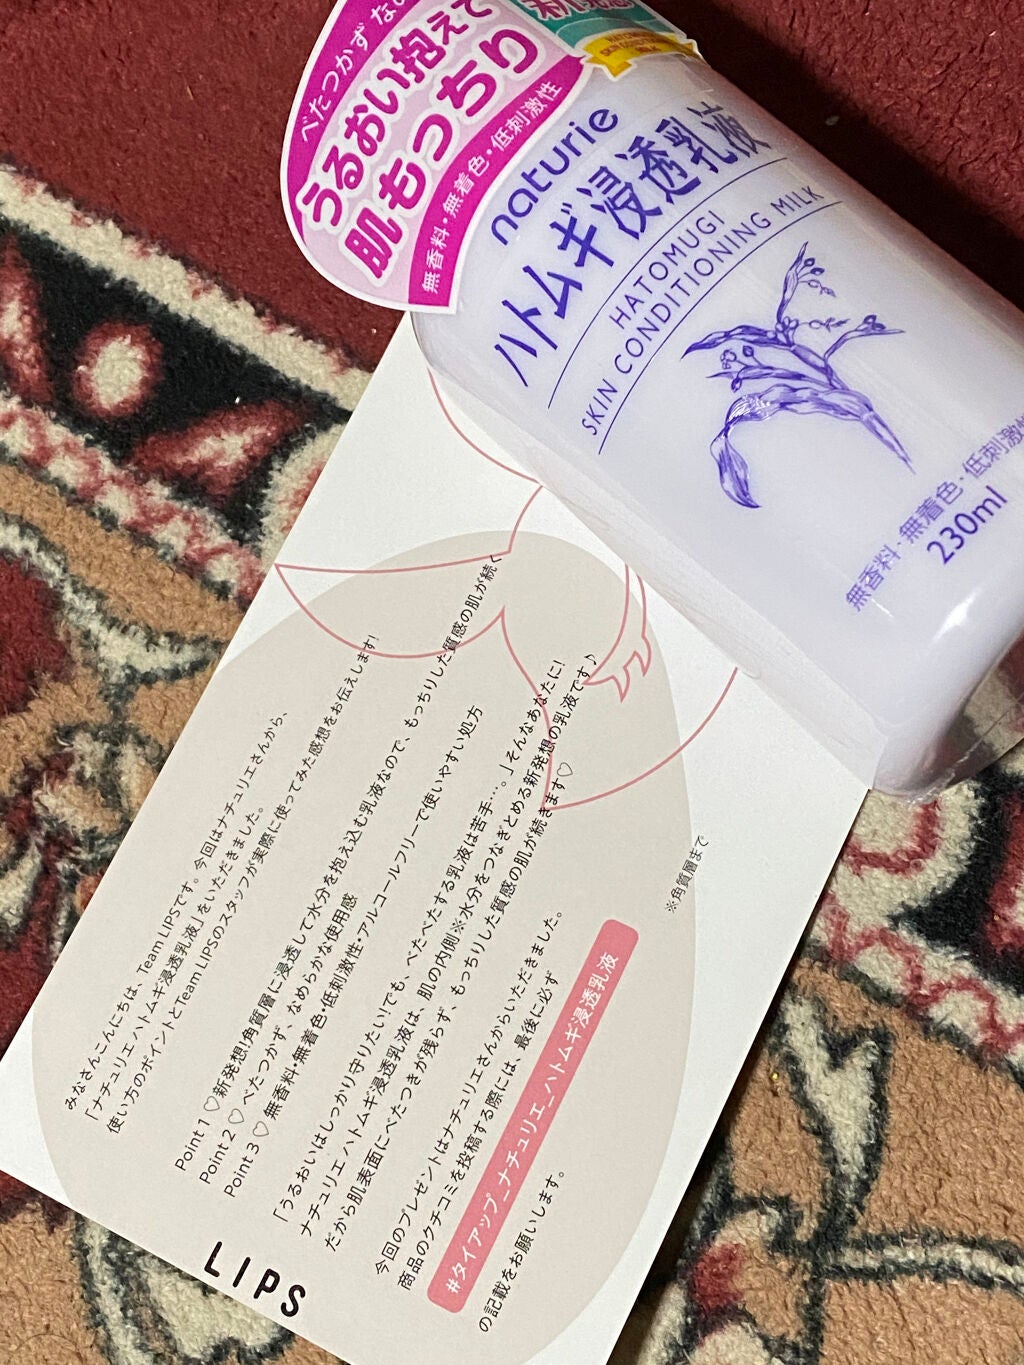 べたつかず な
うるおい抱えて
肌もっちり
無香料・無着色・低刺激性
naturie
ハトムギ浸透乳液
HATOMUGI
SKIN CONDITIONING MILK
無香料・無着色・低刺激性
230ml
みなさんこんにちは、Team LIPSです。今回はナチュリエさんから、
「ナチュリエ ハトムギ浸透乳液」をいただきました。
使い方のポイントとTeam LIPSのスタッフが実際に使ってみた感想をお伝えします!
Point 1 ♡ 新発想!角質層に浸透して水分を抱え込む乳液なので、もっちりした質感の肌が続く
Point 2 ♡ べたつかず、なめらかな使用感
Point 3 ♡ 無香料・無着色・低刺激性・アルコールフリーで使いやすい処方
「うるおいはしっかり守りたい!でも、べたべたする乳液は苦手…。」そんなあなたに!
ナチュリエ ハトムギ浸透乳液は、肌の内側※水分をつなぎとめる新発想の乳液です♪
だから肌表面にべたつきが残らず、もっちりした質感の肌が続きます♡
※角質層まで
今回のプレゼントはナチュリエさんからいただきました。
商品のクチコミを投稿する際には、最後に必ず
#タイアップ_ナチュリエ_ハトムギ浸透乳液
の記載をお願いします。
LIPS